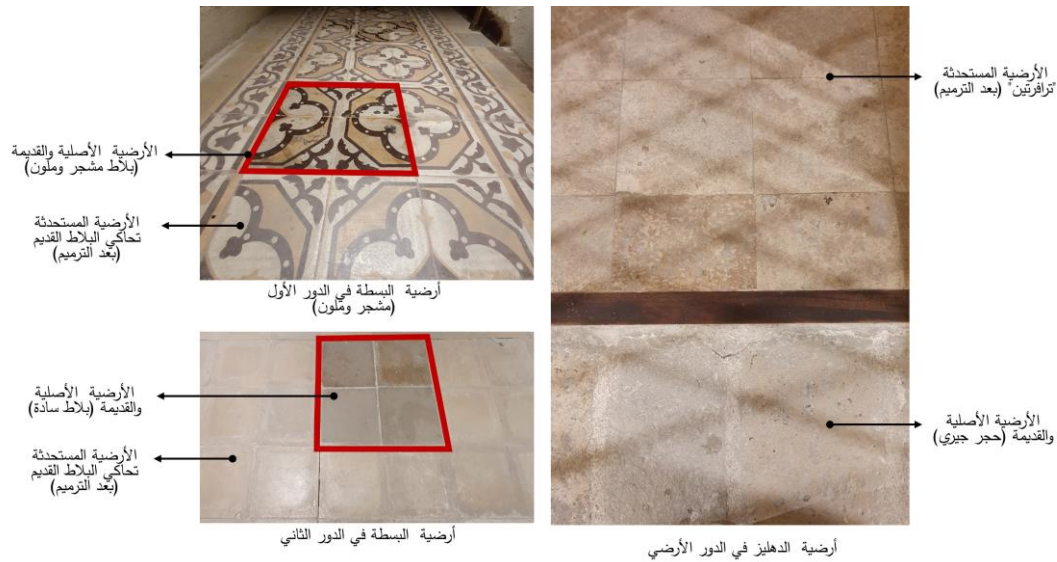 الأرضية المستحدثة
"ترافرتين" (بعد الترميم)
الأرضية الأصلية
والقديمة (حجر جيري)
أرضية الدهليز في الدور الأرضي
الأرضية الأصلية والقديمة
(بلاط مشجر وملون)
الأرضية المستحدثة
تحاكي البلاط القديم
(بعد الترميم)
أرضية البسطة في الدور الأول
(مشجر وملون)
الأرضية الأصلية
والقديمة (بلاط سادة)
الأرضية المستحدثة
تحاكي البلاط القديم
(بعد الترميم)
أرضية البسطة في الدور الثاني